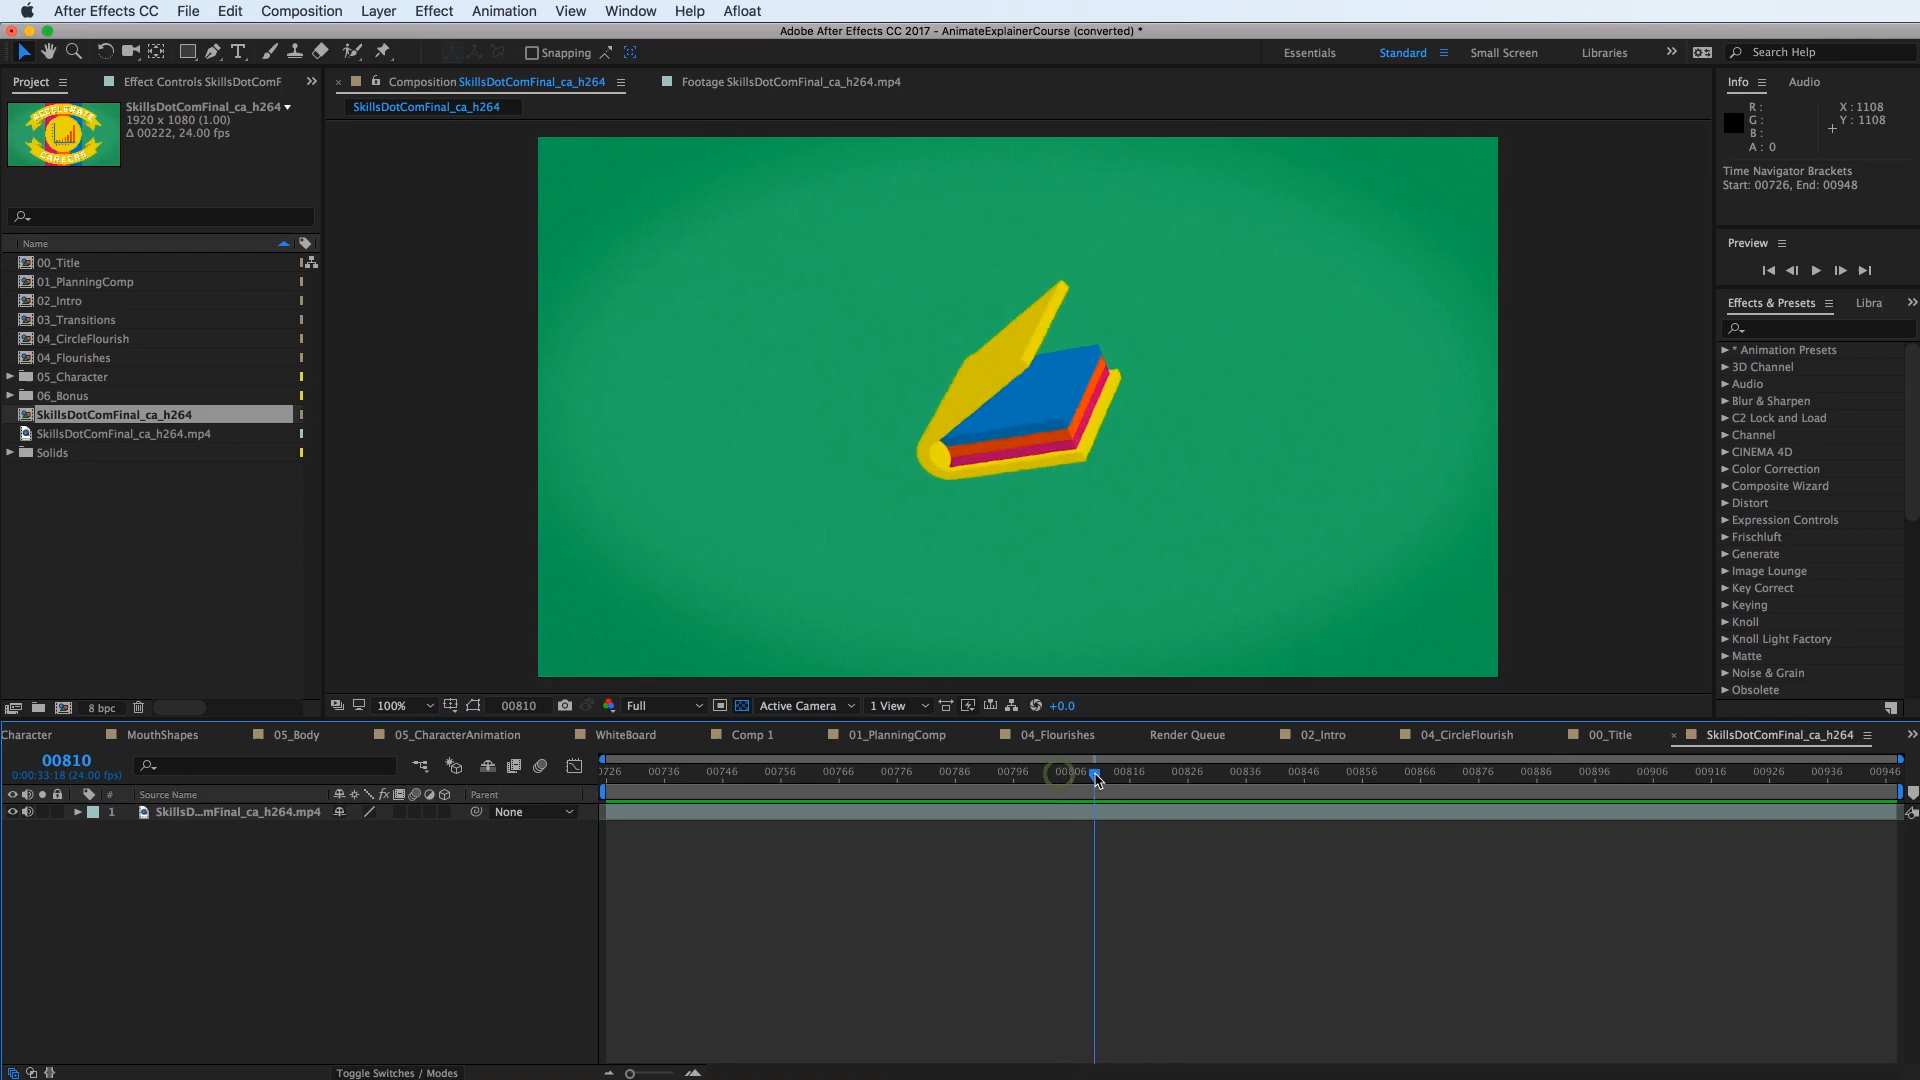 After Effects CC File Edit Composition Layer Effect Animation View Window Help Afloat
Adobe After Effects CC 2017 - AnimateExplainerCourse (converted) *
Snapping Essentials Standard Small Screen Libraries Search Help
Project Effect Controls SkillsDotComF
Composition SkillsDotComFinal_ca_h264 Footage SkillsDotComFinal_ca_h264.mp4
SkillsDotComFinal_ca_h264
SkillsDotComFinal_ca_h264
1920 x 1080 (1.00)
Δ 00222, 24.00 fps
ACCELERATE
CAREERS
Name
00_Title
01_PlanningComp
02_Intro
03_Transitions
04_CircleFlourish
04_Flourishes
05_Character
06_Bonus
SkillsDotComFinal_ca_h264
SkillsDotComFinal_ca_h264.mp4
Solids
8 bpc
100% 00810 Full Active Camera 1 View +0.0
Info Audio
R :
G :
B :
A : 0
X : 1108
Y : 1108
Time Navigator Brackets
Start: 00726, End: 00948
Preview
Effects & Presets Libra
* Animation Presets
3D Channel
Audio
Blur & Sharpen
C2 Lock and Load
Channel
CINEMA 4D
Color Correction
Composite Wizard
Distort
Expression Controls
Frischluft
Generate
Image Lounge
Key Correct
Keying
Knoll
Knoll Light Factory
Matte
Noise & Grain
Obsolete
Character MouthShapes 05_Body 05_CharacterAnimation WhiteBoard Comp 1 01_PlanningComp 04_Flourishes Render Queue 02_Intro 04_CircleFlourish 00_Title SkillsDotComFinal_ca_h264
00810
0:00:33:18 (24.00 fps)
0726 00736 00746 00756 00766 00776 00786 00796 00806 00816 00826 00836 00846 00856 00866 00876 00886 00896 00906 00916 00926 00936 00946
# Source Name fx Parent
1 SkillsD...mFinal_ca_h264.mp4 None
Toggle Switches / Modes